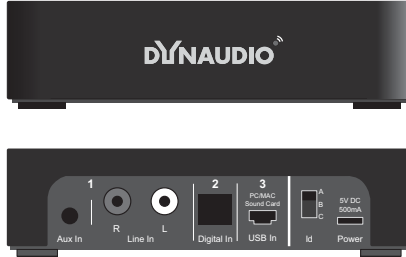 DYNAUDIO
1
2
3
PC/MAC
Sound Card
A
B
C
5V DC
500mA
R
L
Aux In
Line In
Digital In
USB In
Id
Power